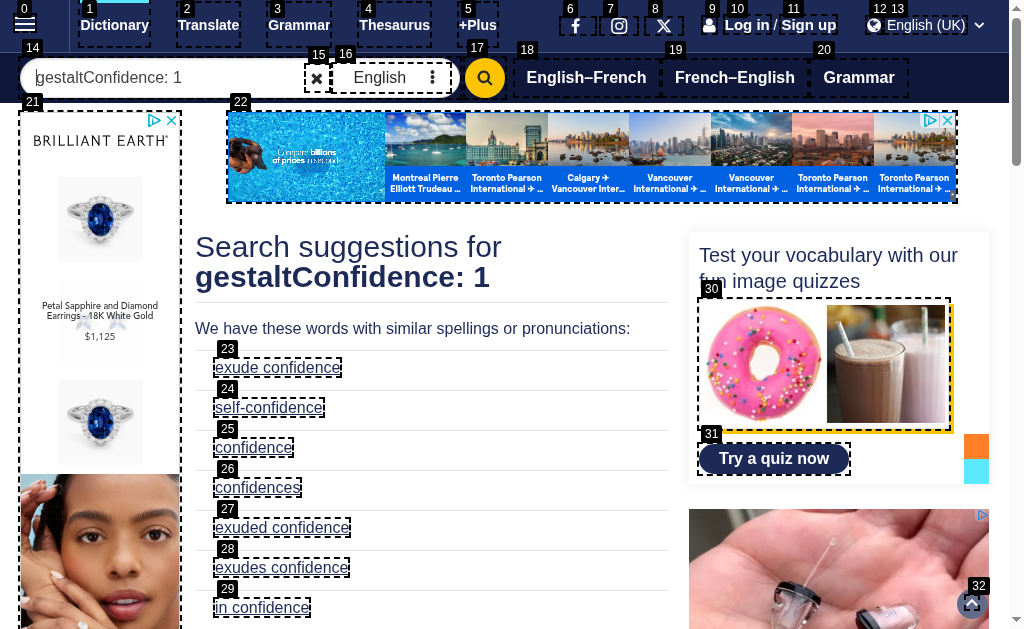 0 1 2 3 4 5 6 7 8 9 10 11 12 13
Dictionary Translate Grammar Thesaurus +Plus Log in / Sign up English (UK)
14 15 16 17 18 19 20
gestaltConfidence: 1 English English–French French–English Grammar
21 22
BRILLIANT EARTH
Petal Sapphire and Diamond
Earrings - 18K White Gold
$1,125
Compare billions
of prices in seconds
Montreal Pierre
Elliott Trudeau ...
Toronto Pearson
International ✈ ...
Calgary ✈
Vancouver Inter...
Vancouver
International ✈ ...
Vancouver
International ✈ ...
Toronto Pearson
International ✈ ...
Toronto Pearson
International ✈ ...
Search suggestions for
gestaltConfidence: 1
We have these words with similar spellings or pronunciations:
23
exude confidence
24
self-confidence
25
confidence
26
confidences
27
exuded confidence
28
exudes confidence
29
in confidence
Test your vocabulary with our
fun image quizzes
30
31
Try a quiz now
32